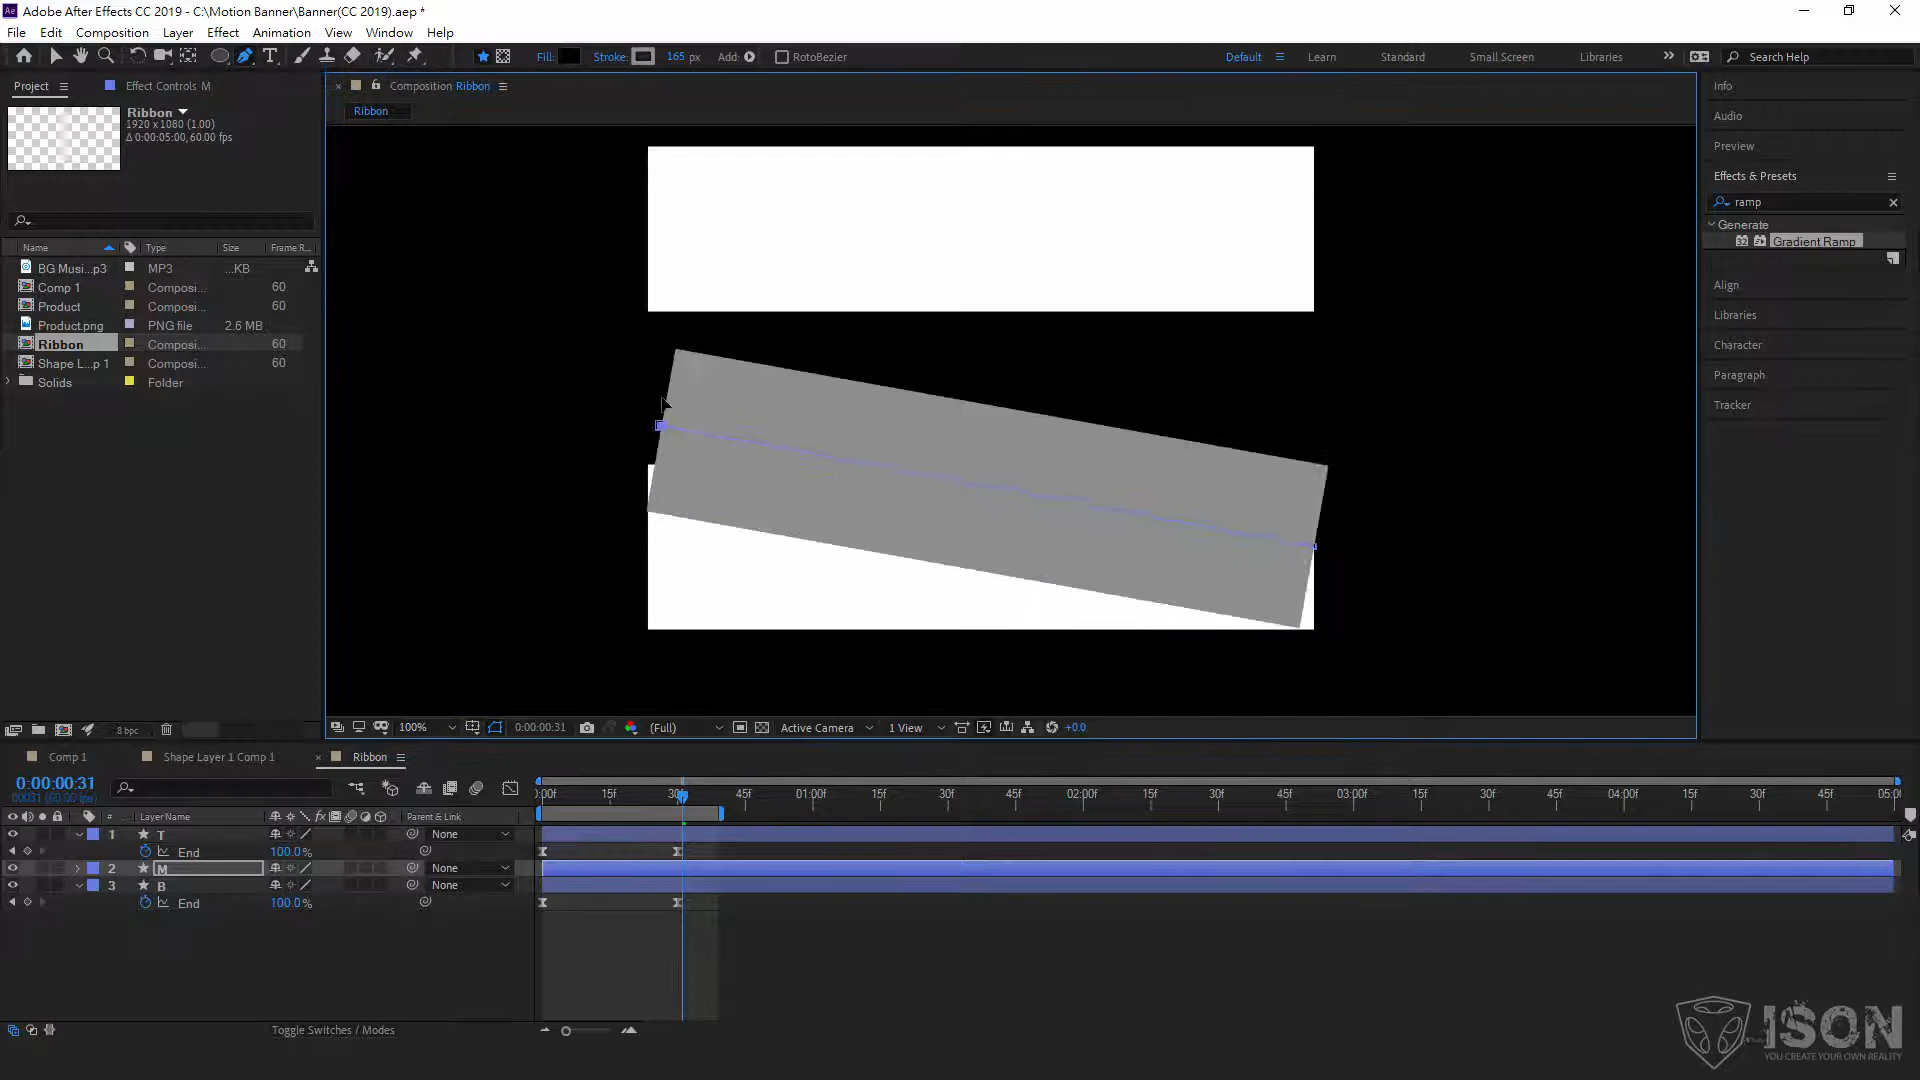 Adobe After Effects CC 2019 - C:\Motion Banner\Banner(CC 2019).aep *
File Edit Composition Layer Effect Animation View Window Help
Fill: Stroke: 165 px Add: RotoBezier Default Learn Standard Small Screen Libraries Search Help
Project Effect Controls M
Composition Ribbon
Ribbon
Ribbon
1920 x 1080 (1.00)
Δ 0:00:05:00, 60.00 fps
Name Type Size Frame R...
BG Musi...p3 MP3 ...KB
Comp 1 Composi... 60
Product Composi... 60
Product.png PNG file 2.6 MB
Ribbon Composi... 60
Shape L...p 1 Composi... 60
Solids Folder
Info
Audio
Preview
Effects & Presets
ramp
Generate
32 Gradient Ramp
Align
Libraries
Character
Paragraph
Tracker
8 bpc
100% 0:00:00:31 (Full) Active Camera 1 View +0.0
Comp 1 Shape Layer 1 Comp 1 Ribbon
0:00:00:31
00031 (60.00 fps)
:00f 15f 30f 45f 01:00f 15f 30f 45f 02:00f 15f 30f 45f 03:00f 15f 30f 45f 04:00f 15f 30f 45f 05:00
# Layer Name fx Parent & Link
1 T None
End 100.0%
2 M None
3 B None
End 100.0%
Toggle Switches / Modes
ISON
YOU CREATE YOUR OWN REALITY